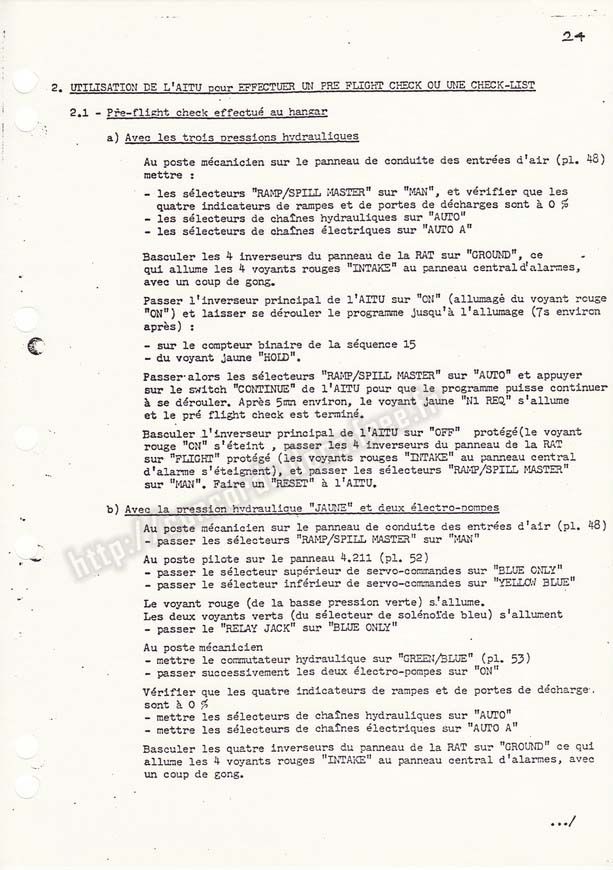 24
2. UTILISATION DE L'AITU pour EFFECTUER UN PRE FLIGHT CHECK OU UNE CHECK-LIST
2.1 - Pre-flight check effectué au hangar
a) Avec les trois pressions hydrauliques
Au poste mécanicien sur le panneau de conduite des entrées d'air (pl. 48)
mettre :
- les sélecteurs "RAMP/SPILL MASTER" sur "MAN", et vérifier que les
quatre indicateurs de rampes et de portes de décharges sont à 0 %
- les sélecteurs de chaînes hydrauliques sur "AUTO"
- les sélecteurs de chaînes électriques sur "AUTO A"
Basculer les 4 inverseurs du panneau de la RAT sur "GROUND", ce
qui allume les 4 voyants rouges "INTAKE" au panneau central d'alarmes,
avec un coup de gong.
Passer l'inverseur principal de l'AITU sur "ON" (allumage du voyant rouge
"ON") et laisser se dérouler le programme jusqu'à l'allumage (7s environ
après) :
- sur le compteur binaire de la séquence 15
- du voyant jaune "HOLD".
Passer alors les sélecteurs "RAMP/SPILL MASTER" sur "AUTO" et appuyer
sur le switch "CONTINUE" de l'AITU pour que le programme puisse continuer
à se dérouler. Après 5mn environ, le voyant jaune "N1 REQ" s'allume
et le pré flight check est terminé.
Basculer l'inverseur principal de l'AITU sur "OFF" protégé(le voyant
rouge "ON" s'éteint , passer les 4 inverseurs du panneau de la RAT
sur "FLIGHT" protégé (les voyants rouges "INTAKE" au panneau central
d'alarme s'éteignent), et passer les sélecteurs "RAMP/SPILL MASTER"
sur "MAN". Faire un "RESET" à l'AITU.
b) Avec la pression hydraulique "JAUNE" et deux électro-pompes
Au poste mécanicien sur le panneau de conduite des entrées d'air (pl. 48)
- passer les sélecteurs "RAMP/SPILL MASTER" sur "MAN"
Au poste pilote sur le panneau 4.211 (pl. 52)
- passer le sélecteur supérieur de servo-commandes sur "BLUE ONLY"
- passer le sélecteur inférieur de servo-commandes sur "YELLOW BLUE"
Le voyant rouge (de la basse pression verte) s'allume.
Les deux voyants verts (du sélecteur de solénoïde bleu) s'allument
- passer le "RELAY JACK" sur "BLUE ONLY"
Au poste mécanicien
- mettre le commutateur hydraulique sur "GREEN/BLUE" (pl. 53)
- passer successivement les deux électro-pompes sur "ON"
Vérifier que les quatre indicateurs de rampes et de portes de décharge
sont à 0 %
- mettre les sélecteurs de chaînes hydrauliques sur "AUTO"
- mettre les sélecteurs de chaînes électriques sur "AUTO A"
Basculer les quatre inverseurs du panneau de la RAT sur "GROUND" ce qui
allume les 4 voyants rouges "INTAKE" au panneau central d'alarmes, avec
un coup de gong.
.../